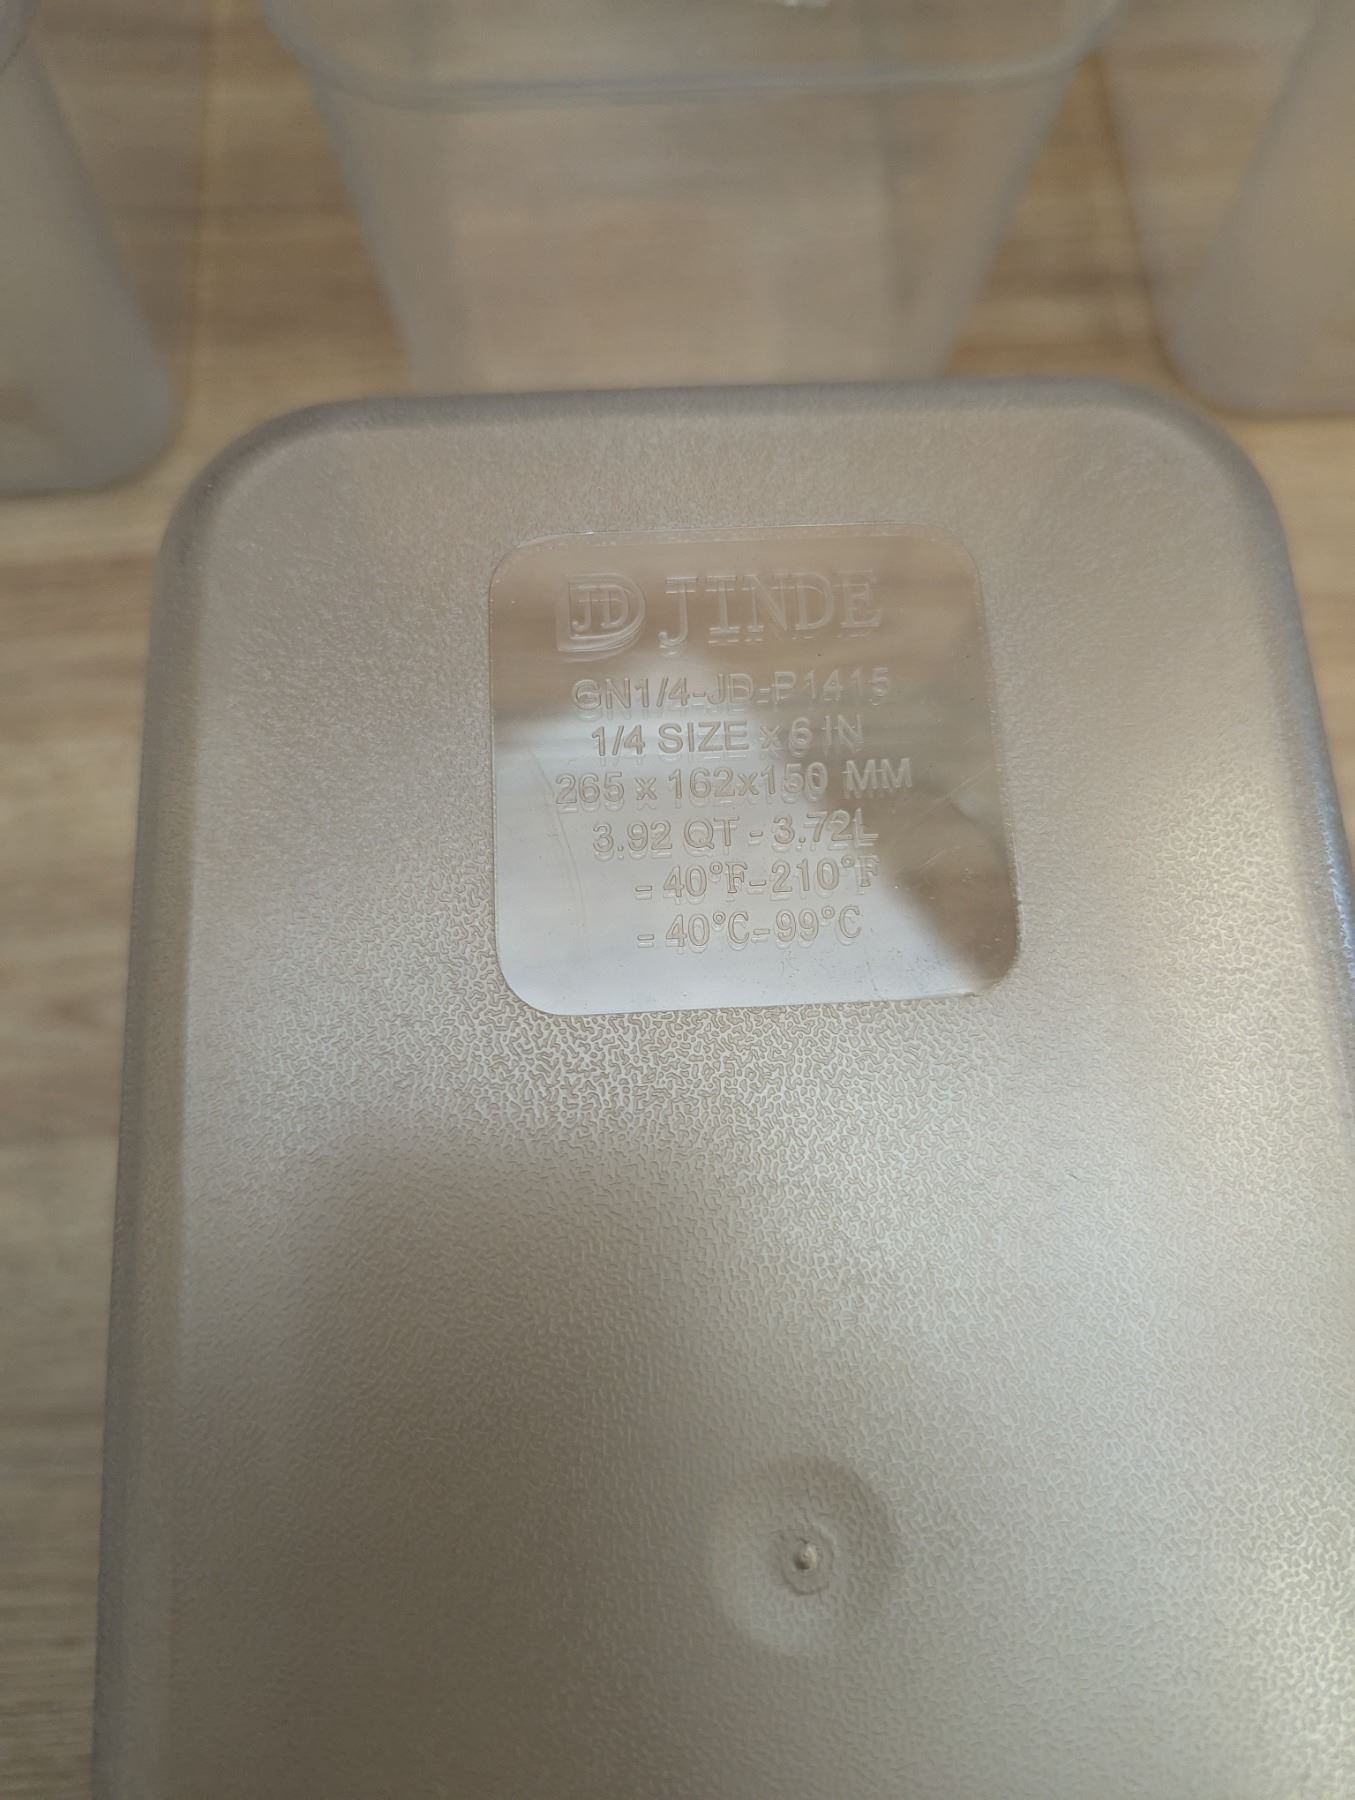 JD JINDE
GN1/4-JD-P1415
1/4 SIZE x 6 IN
265 x 162x150 MM
3.92 QT - 3.72L
= 40°F-210°F
= 40°C-99°C